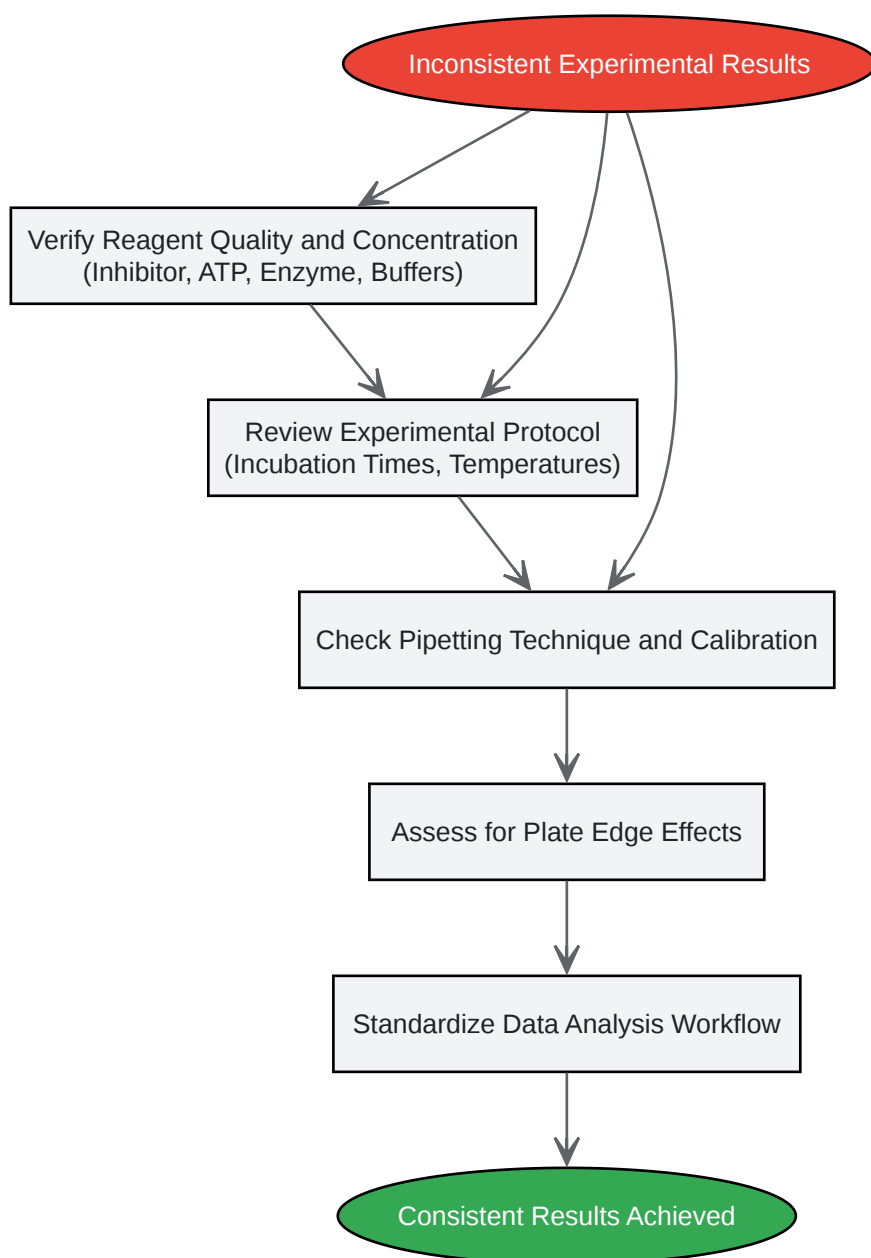 Inconsistent Experimental Results
Verify Reagent Quality and Concentration
(Inhibitor, ATP, Enzyme, Buffers)
Review Experimental Protocol
(Incubation Times, Temperatures)
Check Pipetting Technique and Calibration
Assess for Plate Edge Effects
Standardize Data Analysis Workflow
Consistent Results Achieved